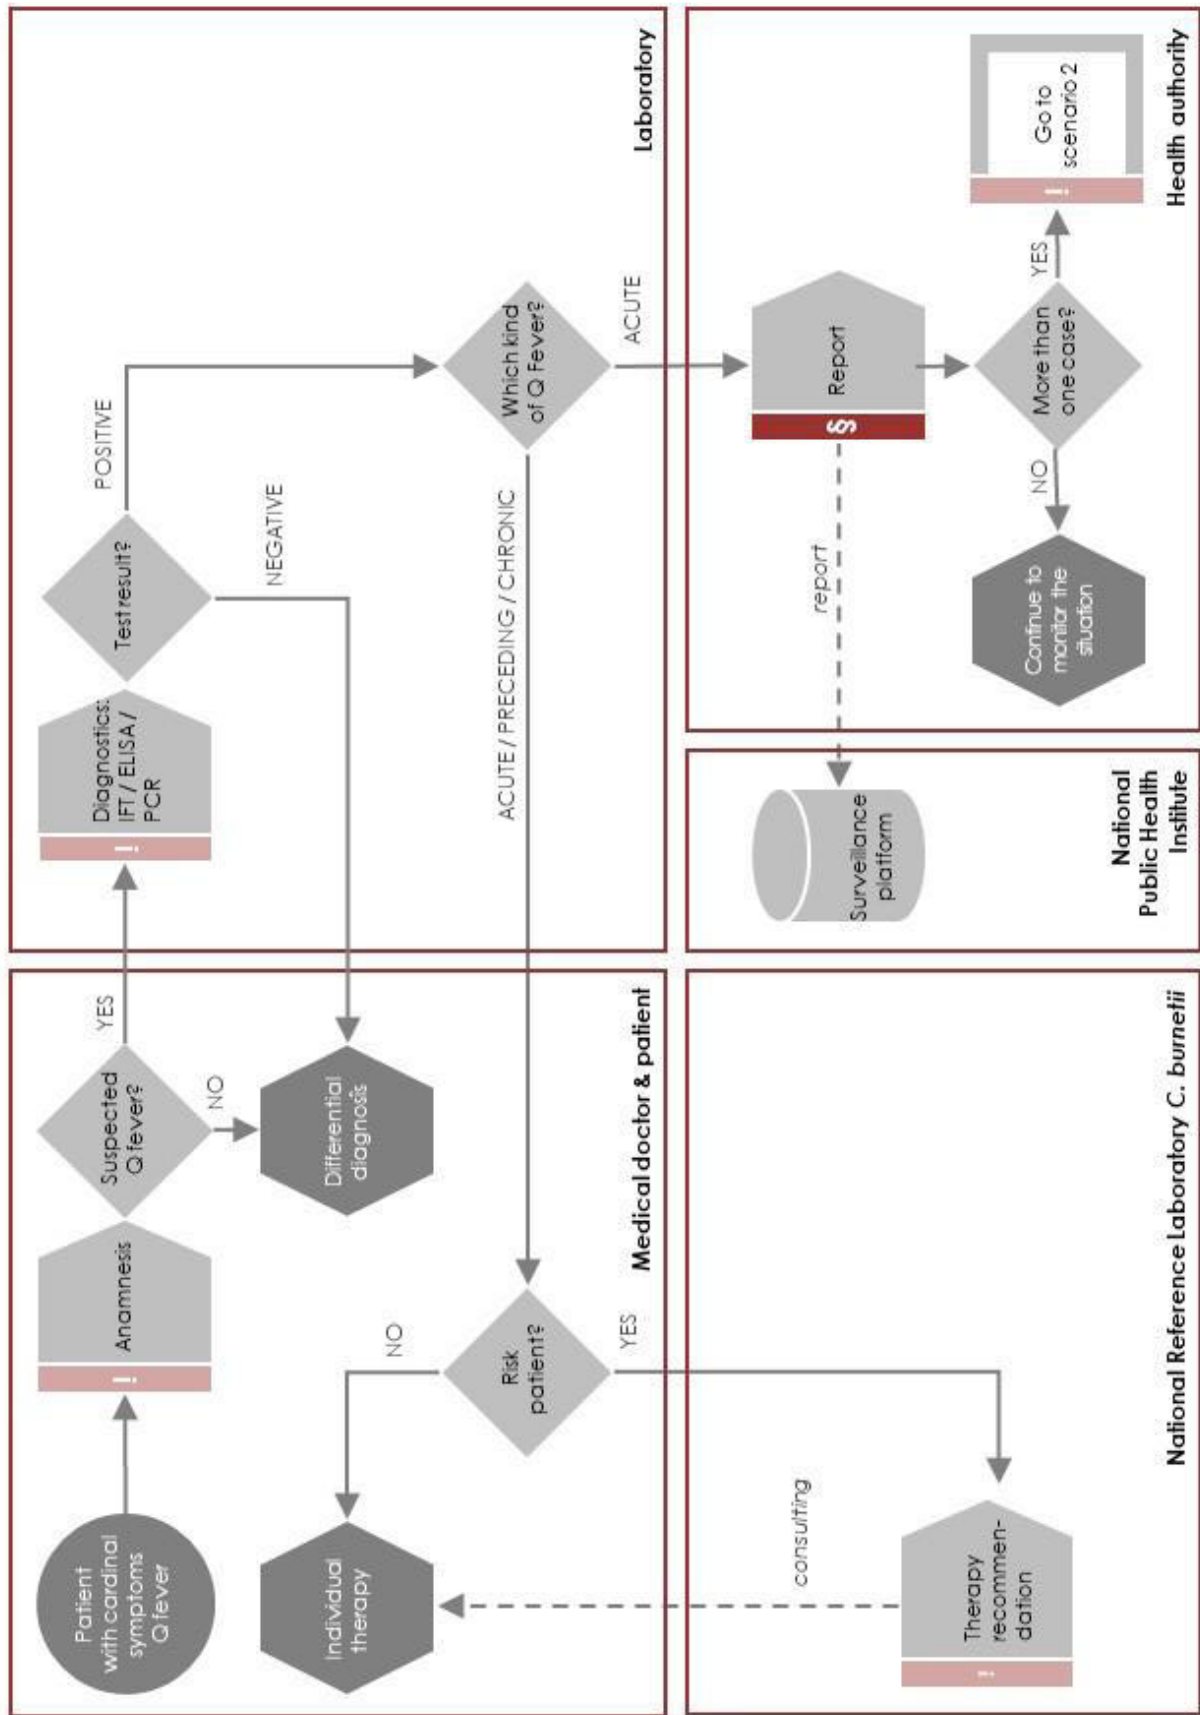 Patient
with cardinal
symptoms
Q fever
i
Anamnesis
Suspected
Q fever?
YES
NO
Differential
diagnosis
Individual
therapy
NO
Risk
patient?
YES
Medical doctor & patient
i
Diagnostics:
IFT / ELISA /
PCR
Test result?
POSITIVE
NEGATIVE
ACUTE / PRECEDING / CHRONIC
Which kind
of Q Fever?
ACUTE
Laboratory
consulting
i
Therapy
recommen-
dation
National Reference Laboratory C. burnetii
Surveillance
platform
National
Public Health
Institute
report
§
Report
More than
one case?
NO
YES
Continue to
monitor the
situation
i
Go to
scenario 2
Health authority